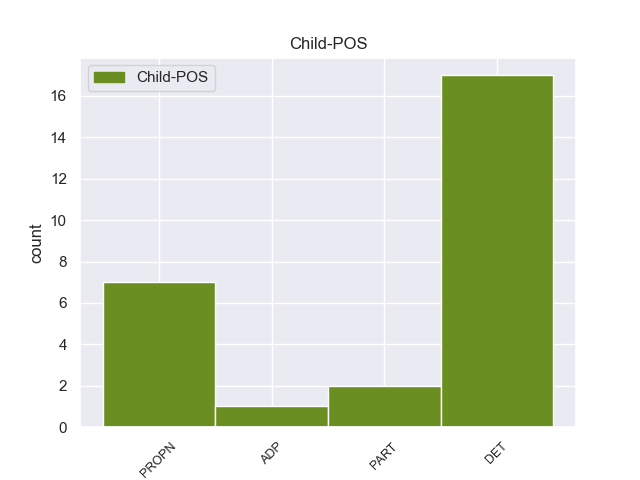 Child-POS
Child-POS
16
14
12
10
8
6
4
2
0
count
PROPN
ADP
PART
DET